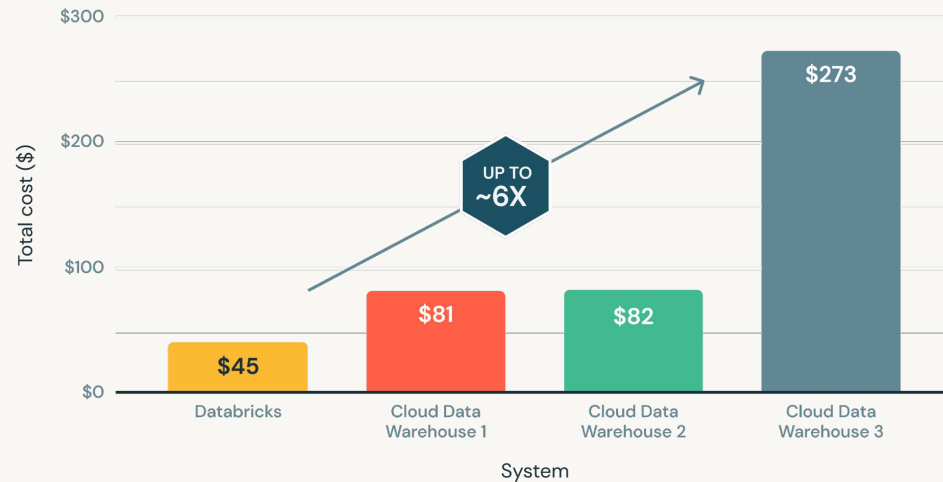 $300
$200
$100
$0
Total cost ($)
UP TO
~6X
$45
$81
$82
$273
Databricks
Cloud Data
Warehouse 1
Cloud Data
Warehouse 2
Cloud Data
Warehouse 3
System